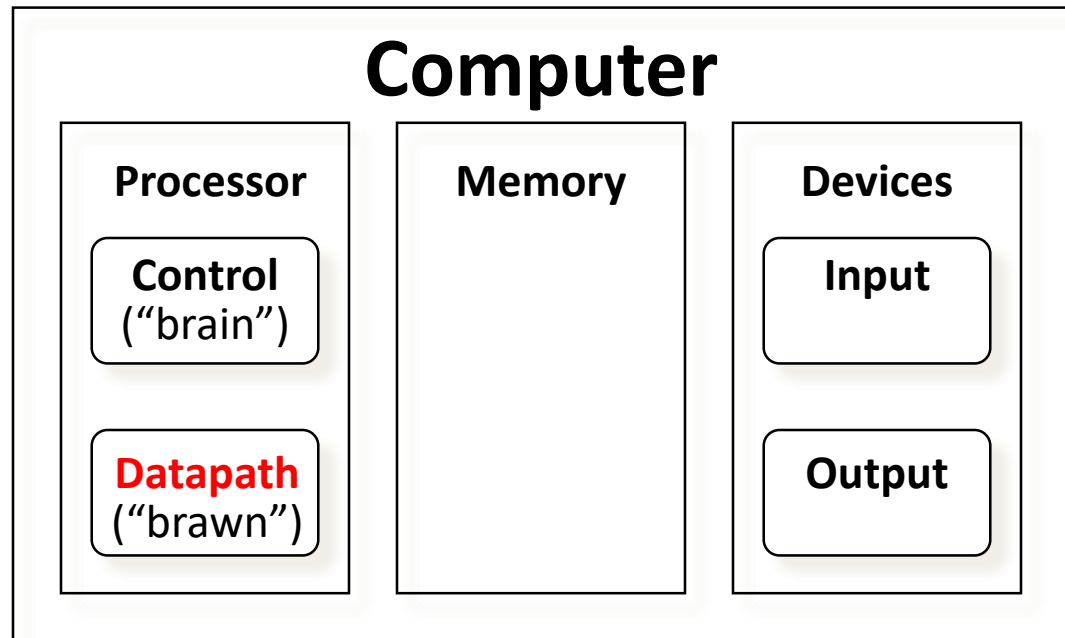 Computer
Processor
Control
(“brain”)
Datapath
(“brawn”)
Memory
Devices
Input
Output